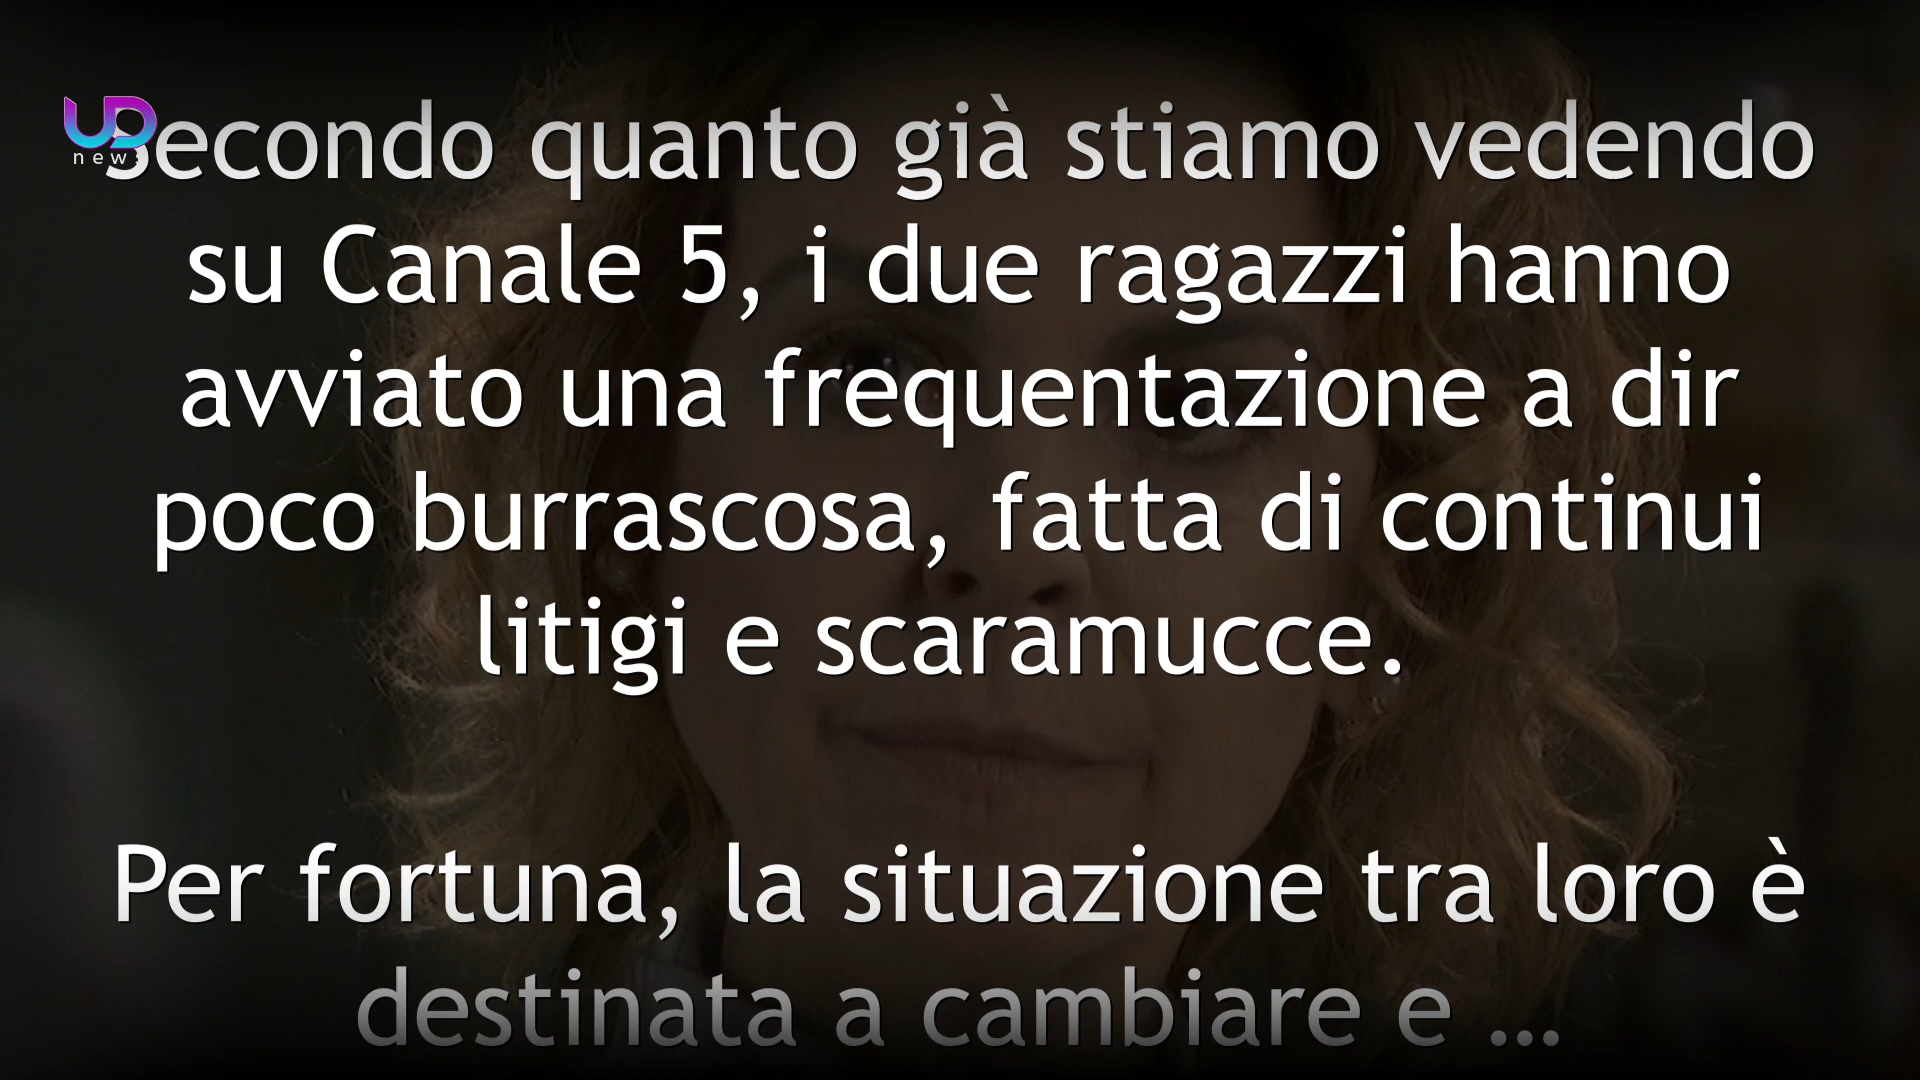 UD
news
Secondo quanto già stiamo vedendo
su Canale 5, i due ragazzi hanno
avviato una frequentazione a dir
poco burrascosa, fatta di continui
litigi e scaramucce.
Per fortuna, la situazione tra loro è
destinata a cambiare e ...